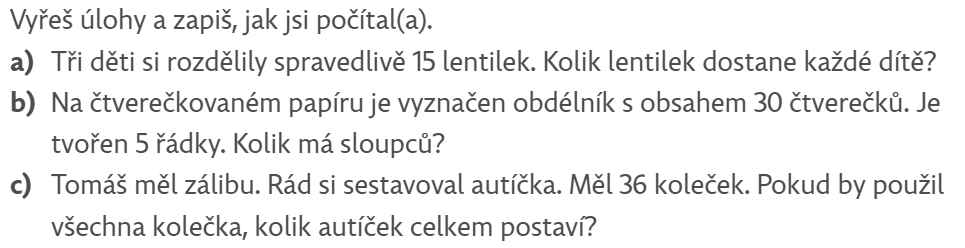 Vyřeš úlohy a zapiš, jak jsi počítal(a).
a) Tři děti si rozdělily spravedlivě 15 lentilek. Kolik lentilek dostane každé dítě?
b) Na čtverečkovaném papíru je vyznačen obdélník s obsahem 30 čtverečků. Je
tvořen 5 řádky. Kolik má sloupců?
c) Tomáš měl zálibu. Rád si sestavoval autíčka. Měl 36 koleček. Pokud by použil
všechna kolečka, kolik autíček celkem postaví?